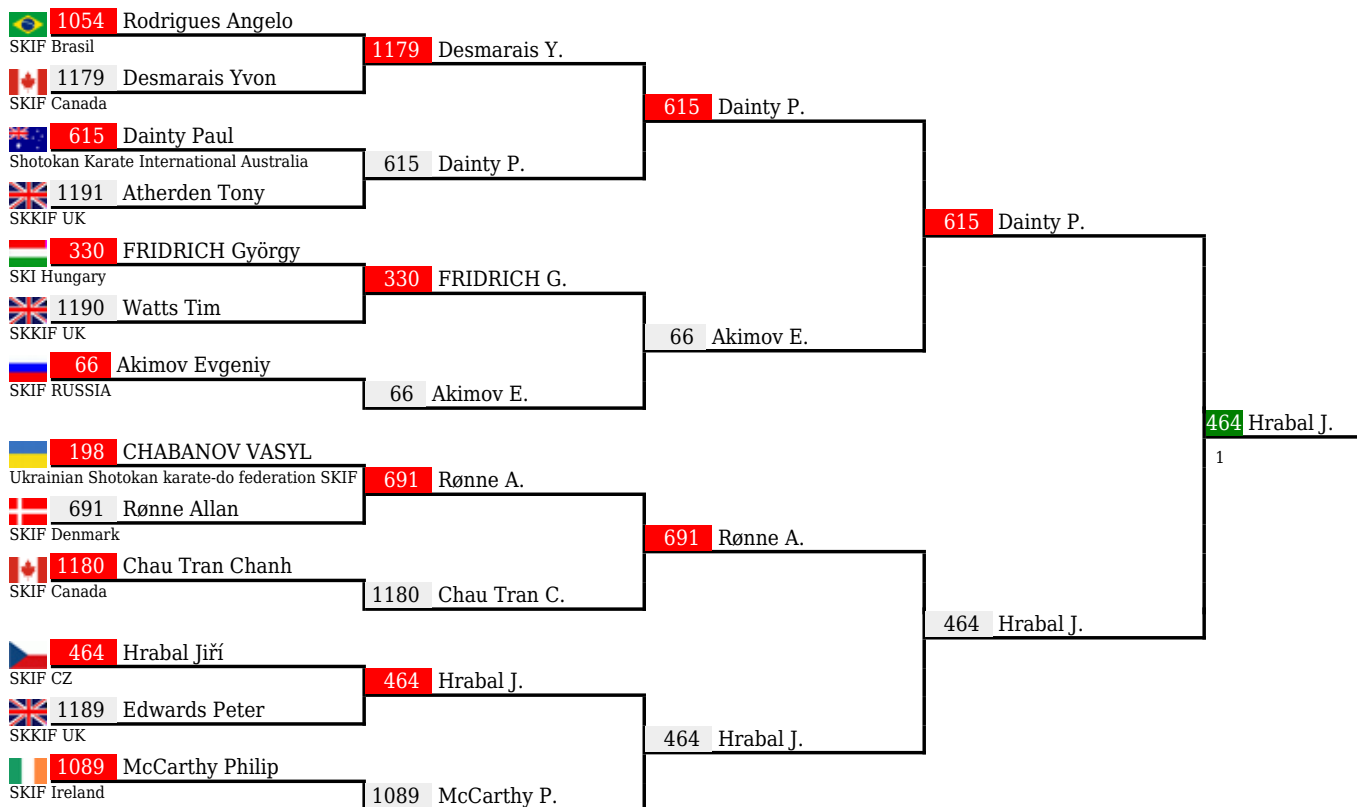 1054 Rodrigues Angelo
SKIF Brasil
1179 Desmarais Y.
1179 Desmarais Yvon
SKIF Canada
615 Dainty P.
615 Dainty Paul
Shotokan Karate International Australia
615 Dainty P.
1191 Atherden Tony
SKKIF UK
615 Dainty P.
330 FRIDRICH György
SKI Hungary
330 FRIDRICH G.
1190 Watts Tim
SKKIF UK
66 Akimov E.
66 Akimov Evgeniy
SKIF RUSSIA
66 Akimov E.
464 Hrabal J.
1
198 CHABANOV VASYL
Ukrainian Shotokan karate-do federation SKIF
691 Rønne A.
691 Rønne Allan
SKIF Denmark
691 Rønne A.
1180 Chau Tran Chanh
SKIF Canada
1180 Chau Tran C.
464 Hrabal J.
464 Hrabal Jiří
SKIF CZ
464 Hrabal J.
1189 Edwards Peter
SKKIF UK
464 Hrabal J.
1089 McCarthy Philip
SKIF Ireland
1089 McCarthy P.